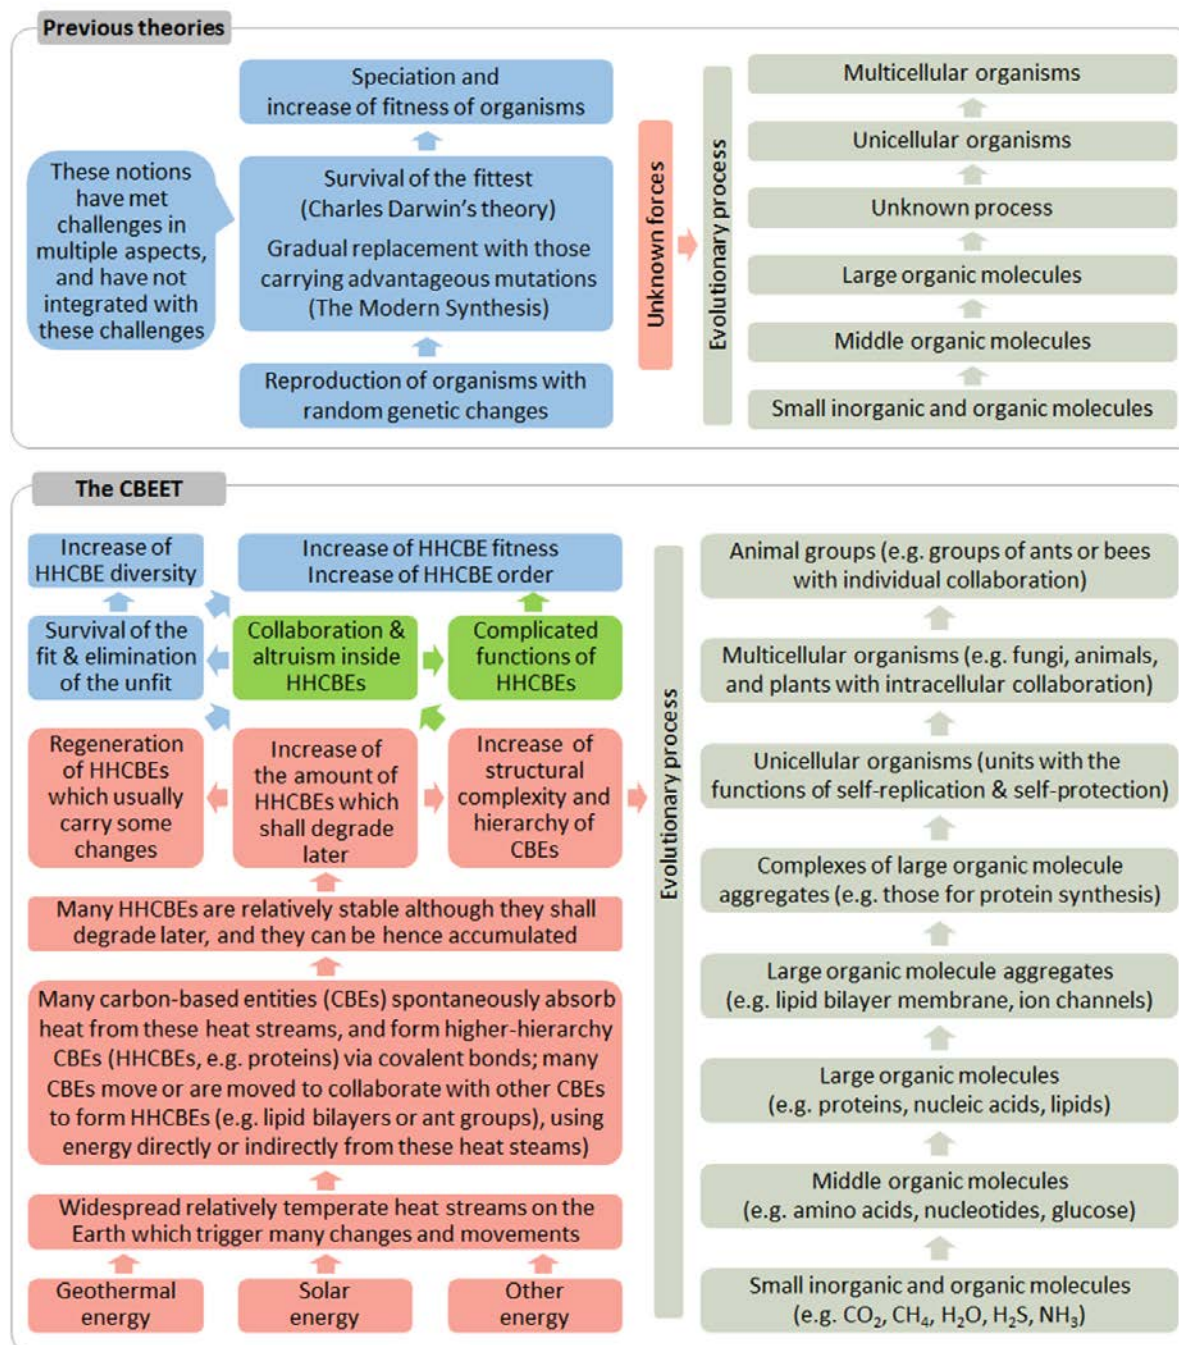 Previous theories
Speciation and
increase of fitness of organisms
These notions
have met
challenges in
multiple aspects,
and have not
integrated with
these challenges
Survival of the fittest
(Charles Darwin's theory)
Gradual replacement with those
carrying advantageous mutations
(The Modern Synthesis)
Reproduction of organisms with
random genetic changes
Unknown forces
Evolutionary process
Multicellular organisms
Unicellular organisms
Unknown process
Large organic molecules
Middle organic molecules
Small inorganic and organic molecules
The CBEET
Increase of
HHCBE diversity
Increase of HHCBE fitness
Increase of HHCBE order
Survival of the
fit & elimination
of the unfit
Collaboration &
altruism inside
HHCBEs
Complicated
functions of
HHCBEs
Regeneration
of HHCBEs
which usually
carry some
changes
Increase of
the amount of
HHCBEs which
shall degrade
later
Increase of
structural
complexity and
hierarchy of
CBEs
Many HHCBEs are relatively stable although they shall
degrade later, and they can be hence accumulated
Many carbon-based entities (CBEs) spontaneously absorb
heat from these heat streams, and form higher-hierarchy
CBEs (HHCBEs, e.g. proteins) via covalent bonds; many
CBEs move or are moved to collaborate with other CBEs
to form HHCBEs (e.g. lipid bilayers or ant groups), using
energy directly or indirectly from these heat steams)
Widespread relatively temperate heat streams on the
Earth which trigger many changes and movements
Geothermal
energy
Solar
energy
Other
energy
Evolutionary process
Animal groups (e.g. groups of ants or bees
with individual collaboration)
Multicellular organisms (e.g. fungi, animals,
and plants with intracellular collaboration)
Unicellular organisms (units with the
functions of self-replication & self-protection)
Complexes of large organic molecule
aggregates (e.g. those for protein synthesis)
Large organic molecule aggregates
(e.g. lipid bilayer membrane, ion channels)
Large organic molecules
(e.g. proteins, nucleic acids, lipids)
Middle organic molecules
(e.g. amino acids, nucleotides, glucose)
Small inorganic and organic molecules
(e.g. CO₂, CH₄, H₂O, H₂S, NH₃)